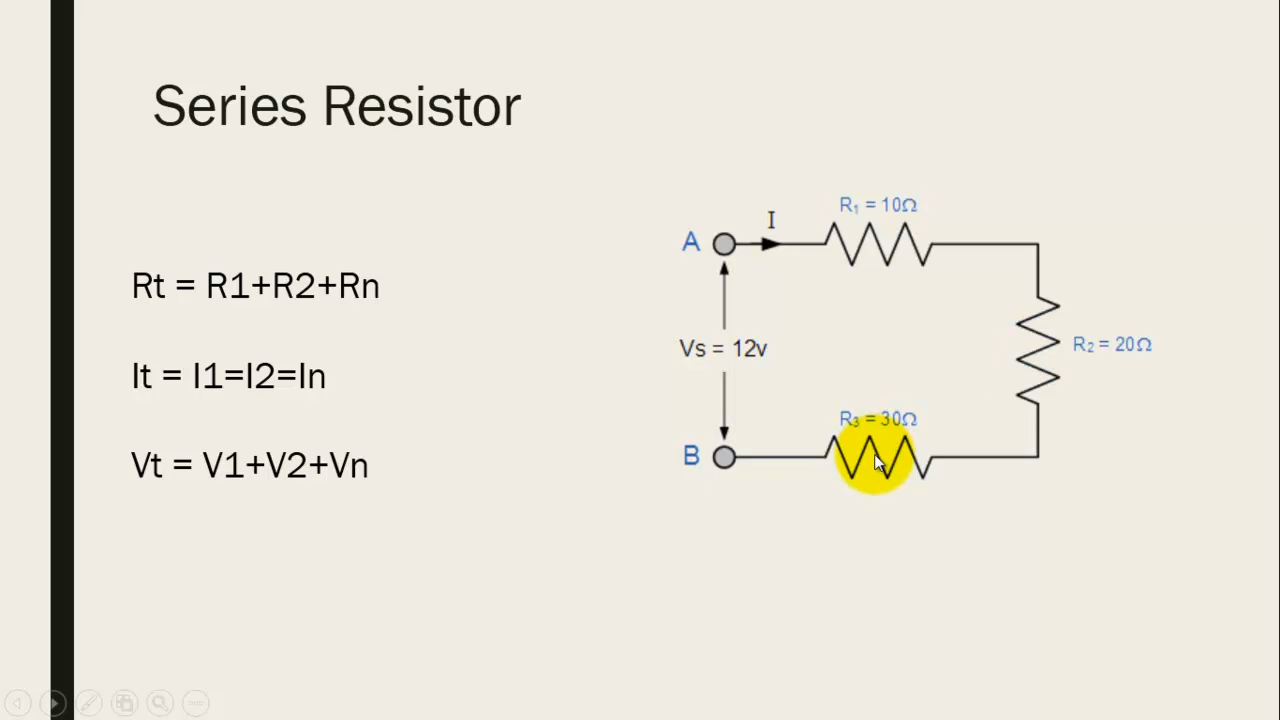 Series Resistor
Rt = R1+R2+Rn
It = I1=I2=In
Vt = V1+V2+Vn
R₁ = 10Ω
I
A
Vs = 12v
R₂ = 20Ω
R₃ = 30Ω
B